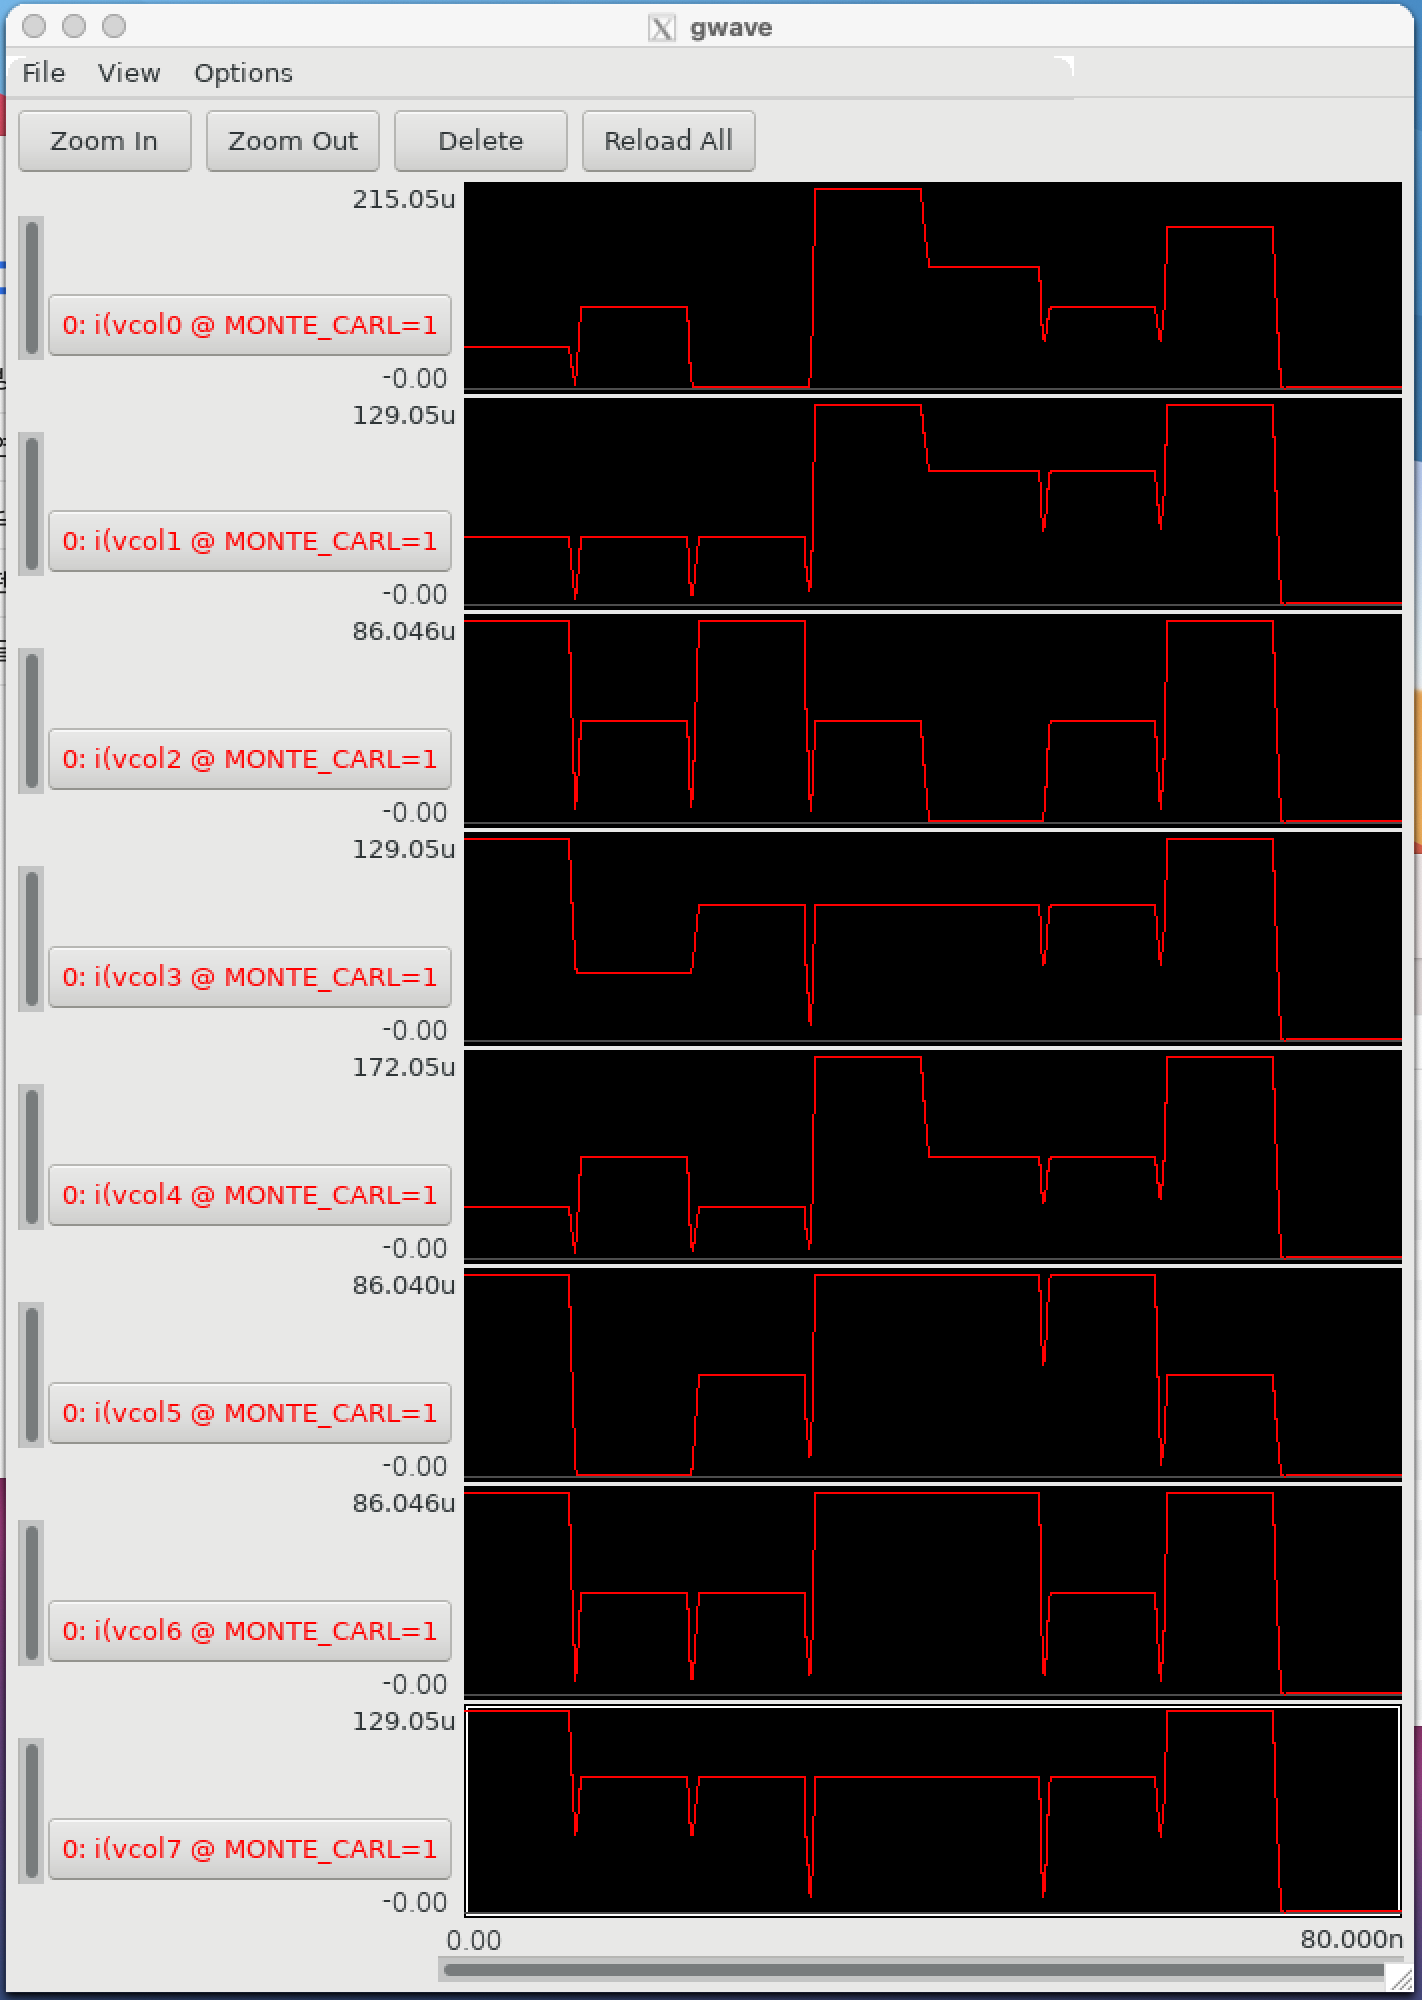 gwave
File View Options
Zoom In Zoom Out Delete Reload All
215.05u
0: i(vcol0 @ MONTE_CARL=1
-0.00
129.05u
0: i(vcol1 @ MONTE_CARL=1
-0.00
86.046u
0: i(vcol2 @ MONTE_CARL=1
-0.00
129.05u
0: i(vcol3 @ MONTE_CARL=1
-0.00
172.05u
0: i(vcol4 @ MONTE_CARL=1
-0.00
86.040u
0: i(vcol5 @ MONTE_CARL=1
-0.00
86.046u
0: i(vcol6 @ MONTE_CARL=1
-0.00
129.05u
0: i(vcol7 @ MONTE_CARL=1
-0.00
0.00 80.000n